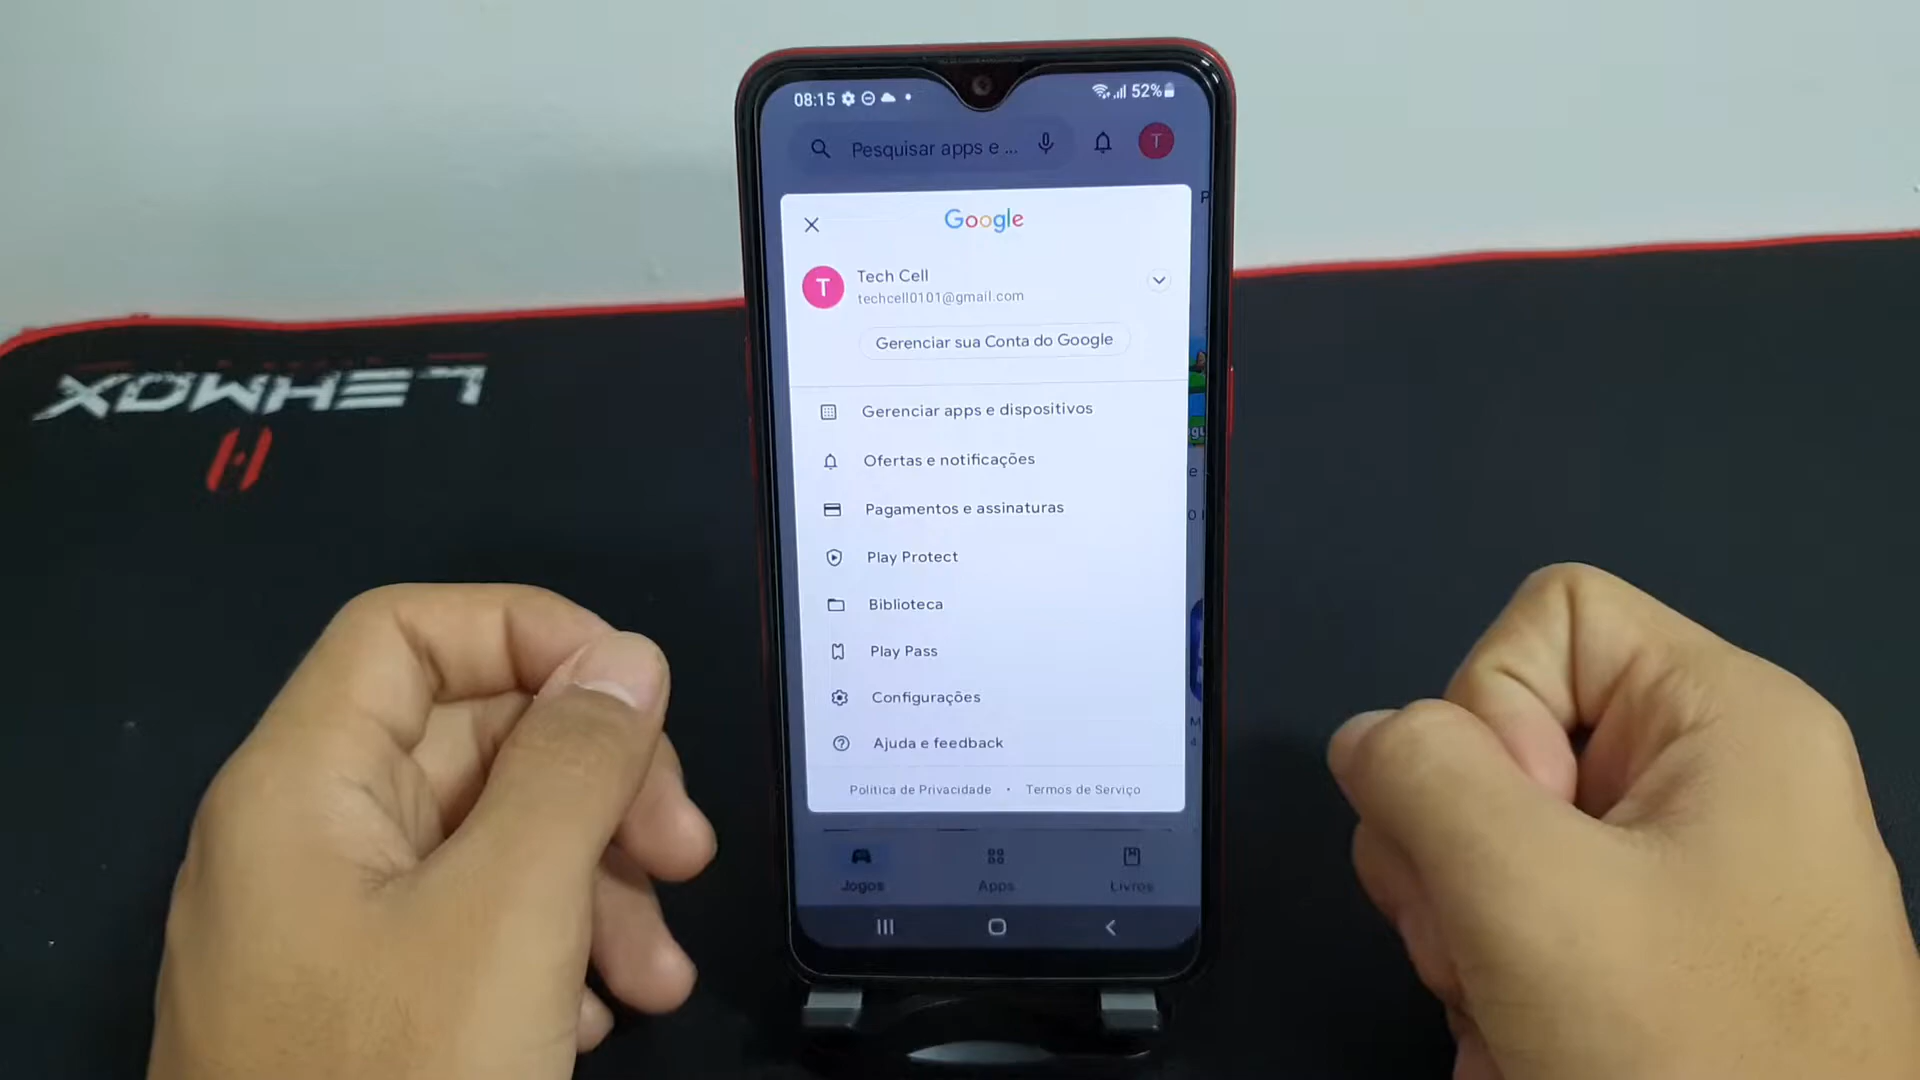 08:15
52%
Pesquisar apps e ...
T
Google
T
Tech Cell
techcell0101@gmail.com
Gerenciar sua Conta do Google
Gerenciar apps e dispositivos
Ofertas e notificações
Pagamentos e assinaturas
Play Protect
Biblioteca
Play Pass
Configurações
Ajuda e feedback
Política de Privacidade • Termos de Serviço
Jogos
Apps
Livros
LEHMOX